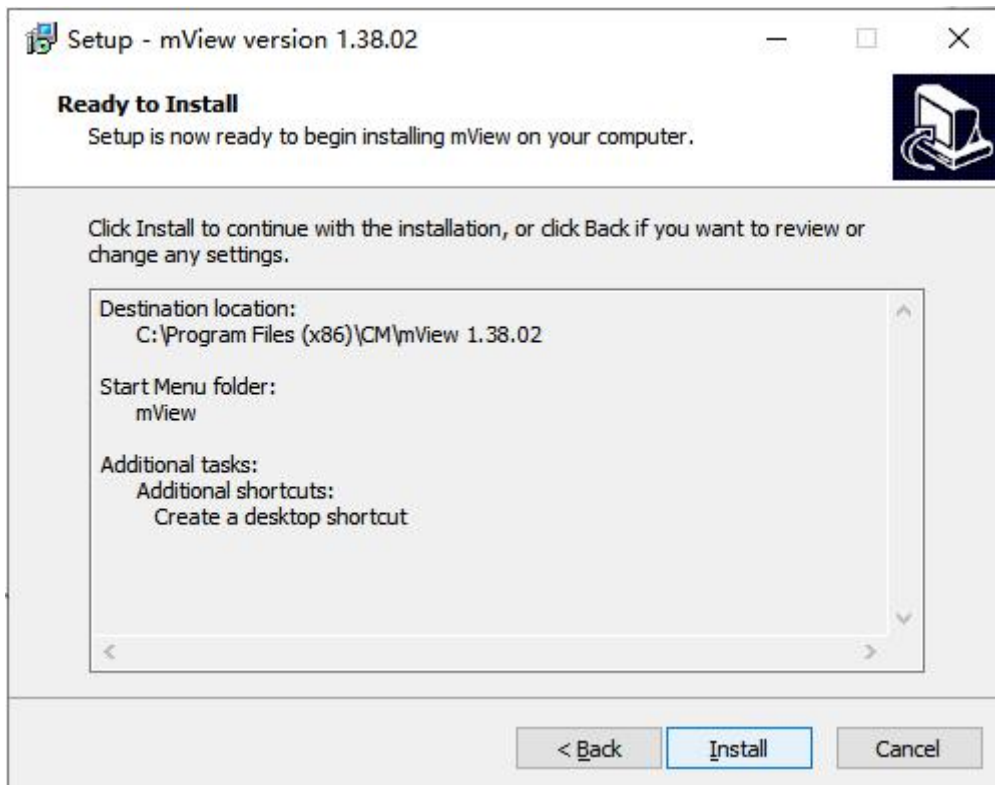 Setup - mView version 1.38.02
Ready to Install
Setup is now ready to begin installing mView on your computer.
Click Install to continue with the installation, or click Back if you want to review or
change any settings.
Destination location:
C:\Program Files (x86)\CM\mView 1.38.02
Start Menu folder:
mView
Additional tasks:
Additional shortcuts:
Create a desktop shortcut
< Back
Install
Cancel